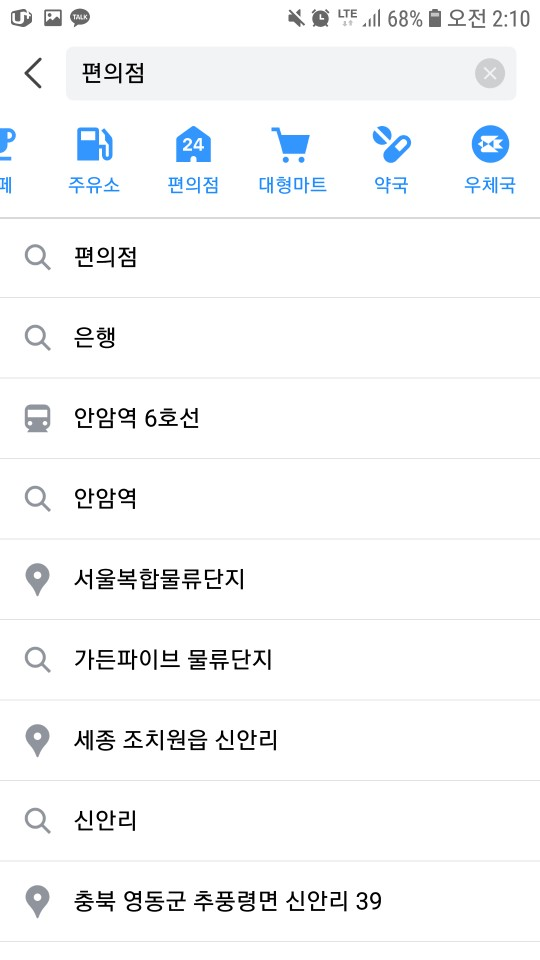 U+ TALK LTE 68% 오전 2:10
편의점
페 주유소 24 편의점 대형마트 약국 우체국
편의점
은행
안암역 6호선
안암역
서울복합물류단지
가든파이브 물류단지
세종 조치원읍 신안리
신안리
충북 영동군 추풍령면 신안리 39